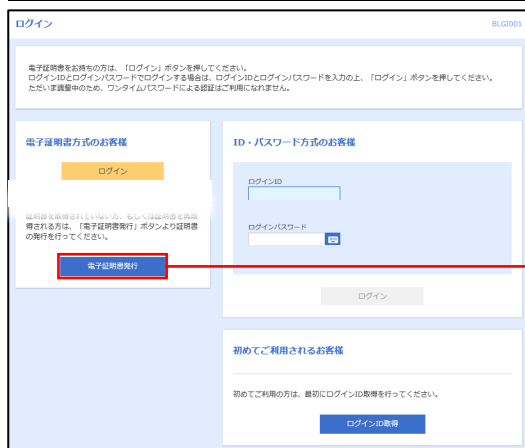 ログイン
BLGI001
電子証明書をお持ちの方は、「ログイン」ボタンを押してください。
ログインIDとログインパスワードでログインする場合は、ログインIDとログインパスワードを入力の上、「ログイン」ボタンを押してください。
ただいま調整中のため、ワンタイムパスワードによる認証はご利用になれません。
電子証明書方式のお客様
ログイン
証明書を取得されていない方、もしくは証明書を再取
得される方は、「電子証明書発行」ボタンより証明書
の発行を行ってください。
電子証明書発行
ID・パスワード方式のお客様
ログインID
ログインパスワード
ログイン
初めてご利用されるお客様
初めてご利用の方は、最初にログインID取得を行ってください。
ログインID取得